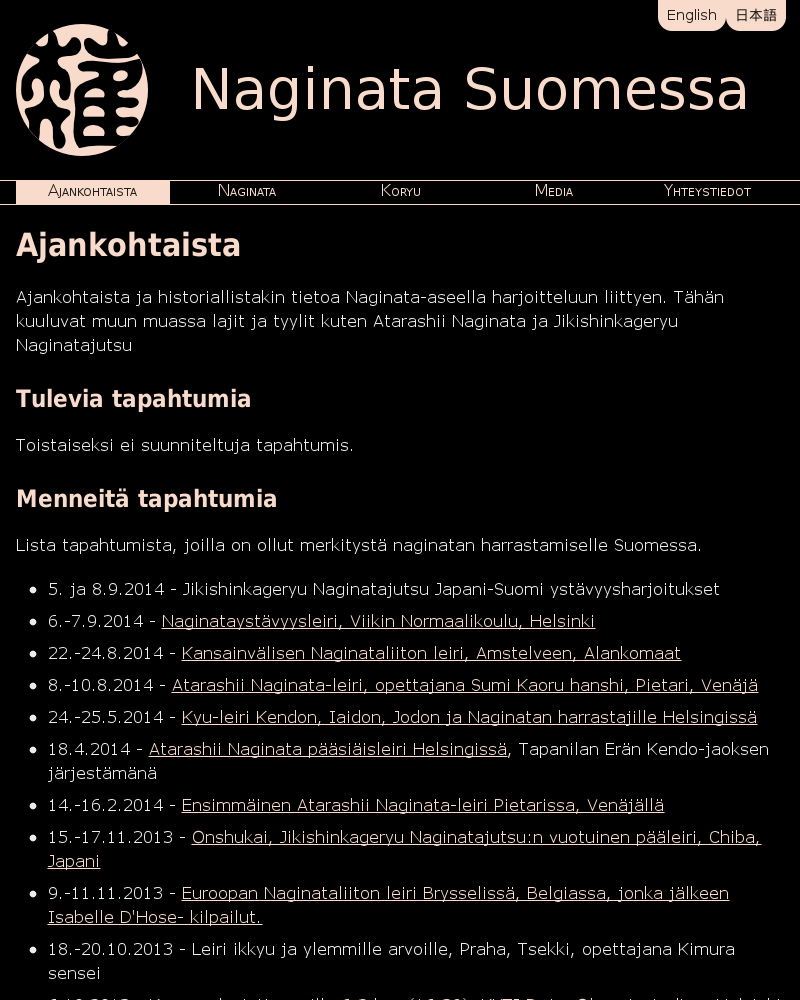 English 日本語
Naginata Suomessa
Ajankohtaista Naginata Koryu Media Yhteystiedot
Ajankohtaista
Ajankohtaista ja historiallistakin tietoa Naginata-aseella harjoitteluun liittyen. Tähän
kuuluvat muun muassa lajit ja tyylit kuten Atarashii Naginata ja Jikishinkageryu
Naginatajutsu
Tulevia tapahtumia
Toistaiseksi ei suunniteltuja tapahtumis.
Menneitä tapahtumia
Lista tapahtumista, joilla on ollut merkitystä naginatan harrastamiselle Suomessa.
• 5. ja 8.9.2014 - Jikishinkageryu Naginatajutsu Japani-Suomi ystävyysharjoitukset
• 6.-7.9.2014 - Naginataystävyysleiri, Viikin Normaalikoulu, Helsinki
• 22.-24.8.2014 - Kansainvälisen Naginataliiton leiri, Amstelveen, Alankomaat
• 8.-10.8.2014 - Atarashii Naginata-leiri, opettajana Sumi Kaoru hanshi, Pietari, Venäjä
• 24.-25.5.2014 - Kyu-leiri Kendon, Iaidon, Jodon ja Naginatan harrastajille Helsingissä
• 18.4.2014 - Atarashii Naginata pääsiäisleiri Helsingissä, Tapanilan Erän Kendo-jaoksen
järjestämänä
• 14.-16.2.2014 - Ensimmäinen Atarashii Naginata-leiri Pietarissa, Venäjällä
• 15.-17.11.2013 - Onshukai, Jikishinkageryu Naginatajutsu:n vuotuinen pääleiri, Chiba,
Japani
• 9.-11.11.2013 - Euroopan Naginataliiton leiri Brysselissä, Belgiassa, jonka jälkeen
Isabelle D'Hose- kilpailut.
• 18.-20.10.2013 - Leiri ikkyu ja ylemmille arvoille, Praha, Tsekki, opettajana Kimura
sensei